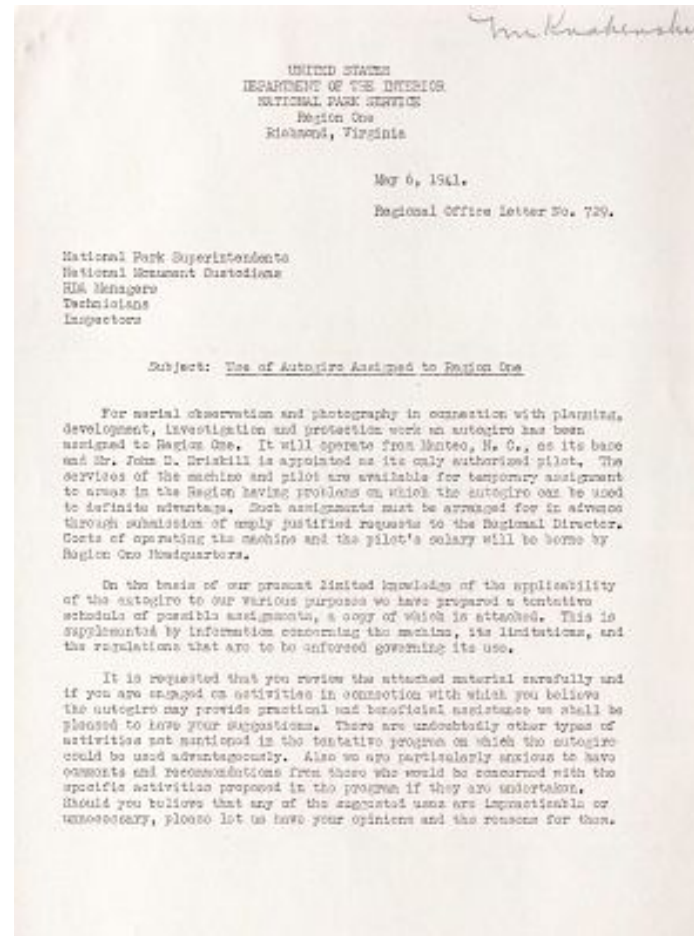 UNITED STATES
DEPARTMENT OF THE INTERIOR
NATIONAL PARK SERVICE
Region One
Richmond, Virginia
May 6, 1941.
Regional Office Letter No. 729.
National Park Superintendents
National Monument Custodians
RDA Managers
Technicians
Inspectors
Subject: Use of Autogiro Assigned to Region One
For aerial observation and photography in connection with planning,
development, investigation and protection work an autogiro has been
assigned to Region One. It will operate from Manteo, N. C., as its base
and Mr. John D. Driskill is appointed as its only authorized pilot. The
services of the machine and pilot are available for temporary assignment
to areas in the Region having problems on which the autogiro can be used
to definite advantage. Such assignments must be arranged for in advance
through submission of amply justified requests to the Regional Director.
Costs of operating the machine and the pilot's salary will be borne by
Region One Headquarters.
On the basis of our present limited knowledge of the applicability
of the autogiro to our various purposes we have prepared a tentative
schedule of possible assignments, a copy of which is attached. This is
supplemented by information concerning the machine, its limitations, and
the regulations that are to be enforced governing its use.
It is requested that you review the attached material carefully and
if you are engaged on activities in connection with which you believe
the autogiro may provide practical and beneficial assistance we shall be
pleased to have your suggestions. There are undoubtedly other types of
activities not mentioned in the tentative program on which the autogiro
could be used advantageously. Also we are particularly anxious to have
comments and recommendations from those who would be concerned with the
specific activities proposed in the program if they are undertaken.
Should you believe that any of the suggested uses are impracticable or
unnecessary, please let us have your opinions and the reasons for them.